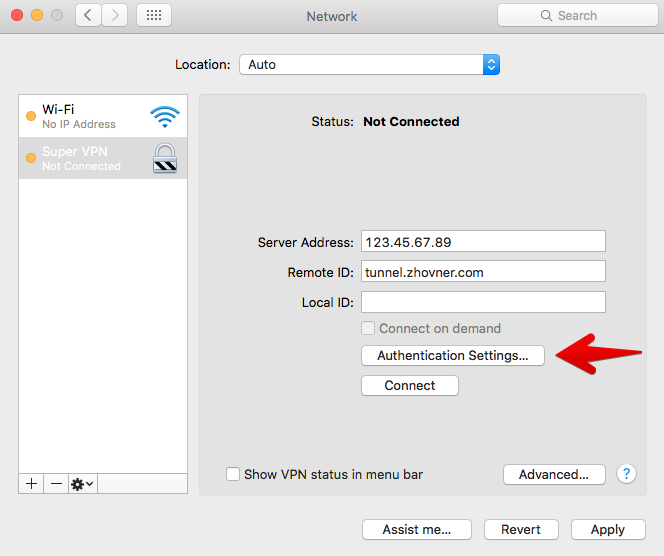 Network
Search
Location: Auto
Wi-Fi
No IP Address
Super VPN
Not Connected
Status: Not Connected
Server Address: 123.45.67.89
Remote ID: tunnel.zhovner.com
Local ID:
Connect on demand
Authentication Settings...
Connect
Show VPN status in menu bar
Advanced...
?
+ −
Assist me...
Revert
Apply